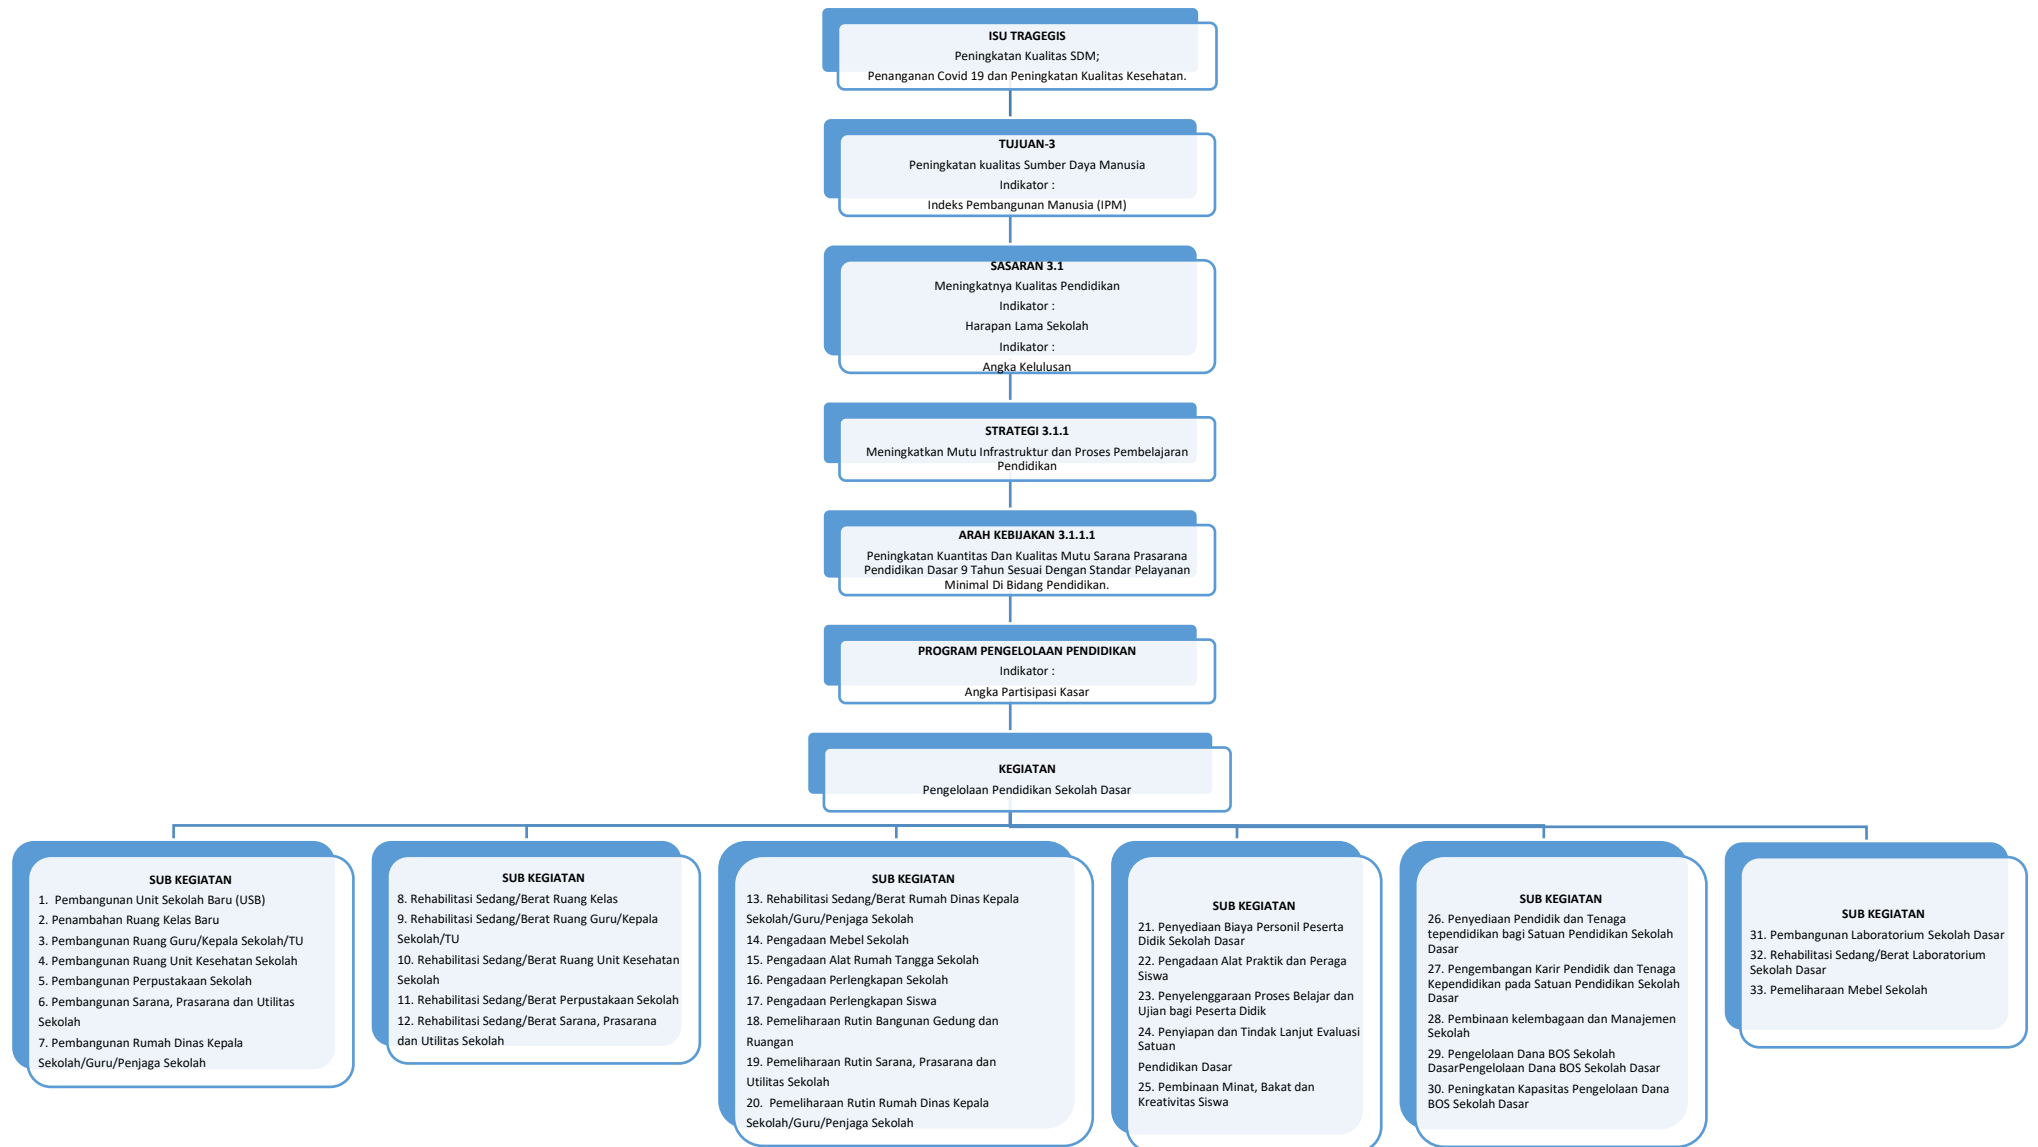 ISU TRAGEGIS
Peningkatan Kualitas SDM;
Penanganan Covid 19 dan Peningkatan Kualitas Kesehatan.
TUJUAN-3
Peningkatan kualitas Sumber Daya Manusia
Indikator :
Indeks Pembangunan Manusia (IPM)
SASARAN 3.1
Meningkatnya Kualitas Pendidikan
Indikator :
Harapan Lama Sekolah
Indikator :
Angka Kelulusan
STRATEGI 3.1.1
Meningkatkan Mutu Infrastruktur dan Proses Pembelajaran
Pendidikan
ARAH KEBIJAKAN 3.1.1.1
Peningkatan Kuantitas Dan Kualitas Mutu Sarana Prasarana
Pendidikan Dasar 9 Tahun Sesuai Dengan Standar Pelayanan
Minimal Di Bidang Pendidikan.
PROGRAM PENGELOLAAN PENDIDIKAN
Indikator :
Angka Partisipasi Kasar
KEGIATAN
Pengelolaan Pendidikan Sekolah Dasar
SUB KEGIATAN
1. Pembangunan Unit Sekolah Baru (USB)
2. Penambahan Ruang Kelas Baru
3. Pembangunan Ruang Guru/Kepala Sekolah/TU
4. Pembangunan Ruang Unit Kesehatan Sekolah
5. Pembangunan Perpustakaan Sekolah
6. Pembangunan Sarana, Prasarana dan Utilitas
Sekolah
7. Pembangunan Rumah Dinas Kepala
Sekolah/Guru/Penjaga Sekolah
SUB KEGIATAN
8. Rehabilitasi Sedang/Berat Ruang Kelas
9. Rehabilitasi Sedang/Berat Ruang Guru/Kepala
Sekolah/TU
10. Rehabilitasi Sedang/Berat Ruang Unit Kesehatan
Sekolah
11. Rehabilitasi Sedang/Berat Perpustakaan Sekolah
12. Rehabilitasi Sedang/Berat Sarana, Prasarana
dan Utilitas Sekolah
SUB KEGIATAN
13. Rehabilitasi Sedang/Berat Rumah Dinas Kepala
Sekolah/Guru/Penjaga Sekolah
14. Pengadaan Mebel Sekolah
15. Pengadaan Alat Rumah Tangga Sekolah
16. Pengadaan Perlengkapan Sekolah
17. Pengadaan Perlengkapan Siswa
18. Pemeliharaan Rutin Bangunan Gedung dan
Ruangan
19. Pemeliharaan Rutin Sarana, Prasarana dan
Utilitas Sekolah
20. Pemeliharaan Rutin Rumah Dinas Kepala
Sekolah/Guru/Penjaga Sekolah
SUB KEGIATAN
21. Penyediaan Biaya Personil Peserta
Didik Sekolah Dasar
22. Pengadaan Alat Praktik dan Peraga
Siswa
23. Penyelenggaraan Proses Belajar dan
Ujian bagi Peserta Didik
24. Penyiapan dan Tindak Lanjut Evaluasi
Satuan
Pendidikan Dasar
25. Pembinaan Minat, Bakat dan
Kreativitas Siswa
SUB KEGIATAN
26. Penyediaan Pendidik dan Tenaga
tependidikan bagi Satuan Pendidikan Sekolah
Dasar
27. Pengembangan Karir Pendidik dan Tenaga
Kependidikan pada Satuan Pendidikan Sekolah
Dasar
28. Pembinaan kelembagaan dan Manajemen
Sekolah
29. Pengelolaan Dana BOS Sekolah
DasarPengelolaan Dana BOS Sekolah Dasar
30. Peningkatan Kapasitas Pengelolaan Dana
BOS Sekolah Dasar
SUB KEGIATAN
31. Pembangunan Laboratorium Sekolah Dasar
32. Rehabilitasi Sedang/Berat Laboratorium
Sekolah Dasar
33. Pemeliharaan Mebel Sekolah